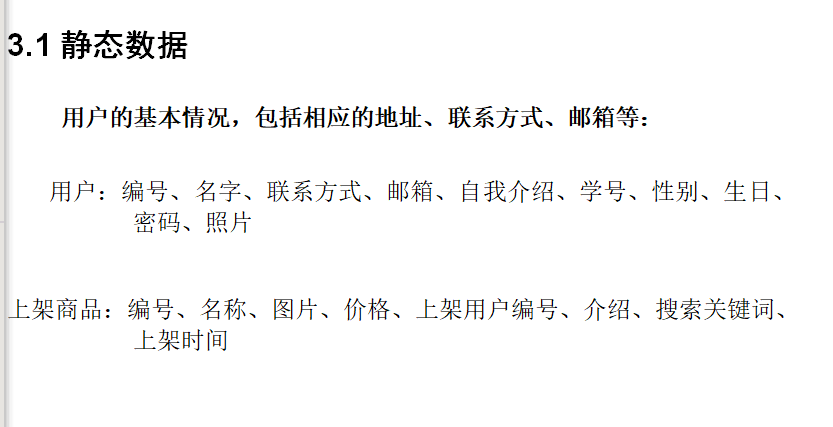 3.1 静态数据
用户的基本情况，包括相应的地址、联系方式、邮箱等：
用户：编号、名字、联系方式、邮箱、自我介绍、学号、性别、生日、
密码、照片
上架商品：编号、名称、图片、价格、上架用户编号、介绍、搜索关键词、
上架时间